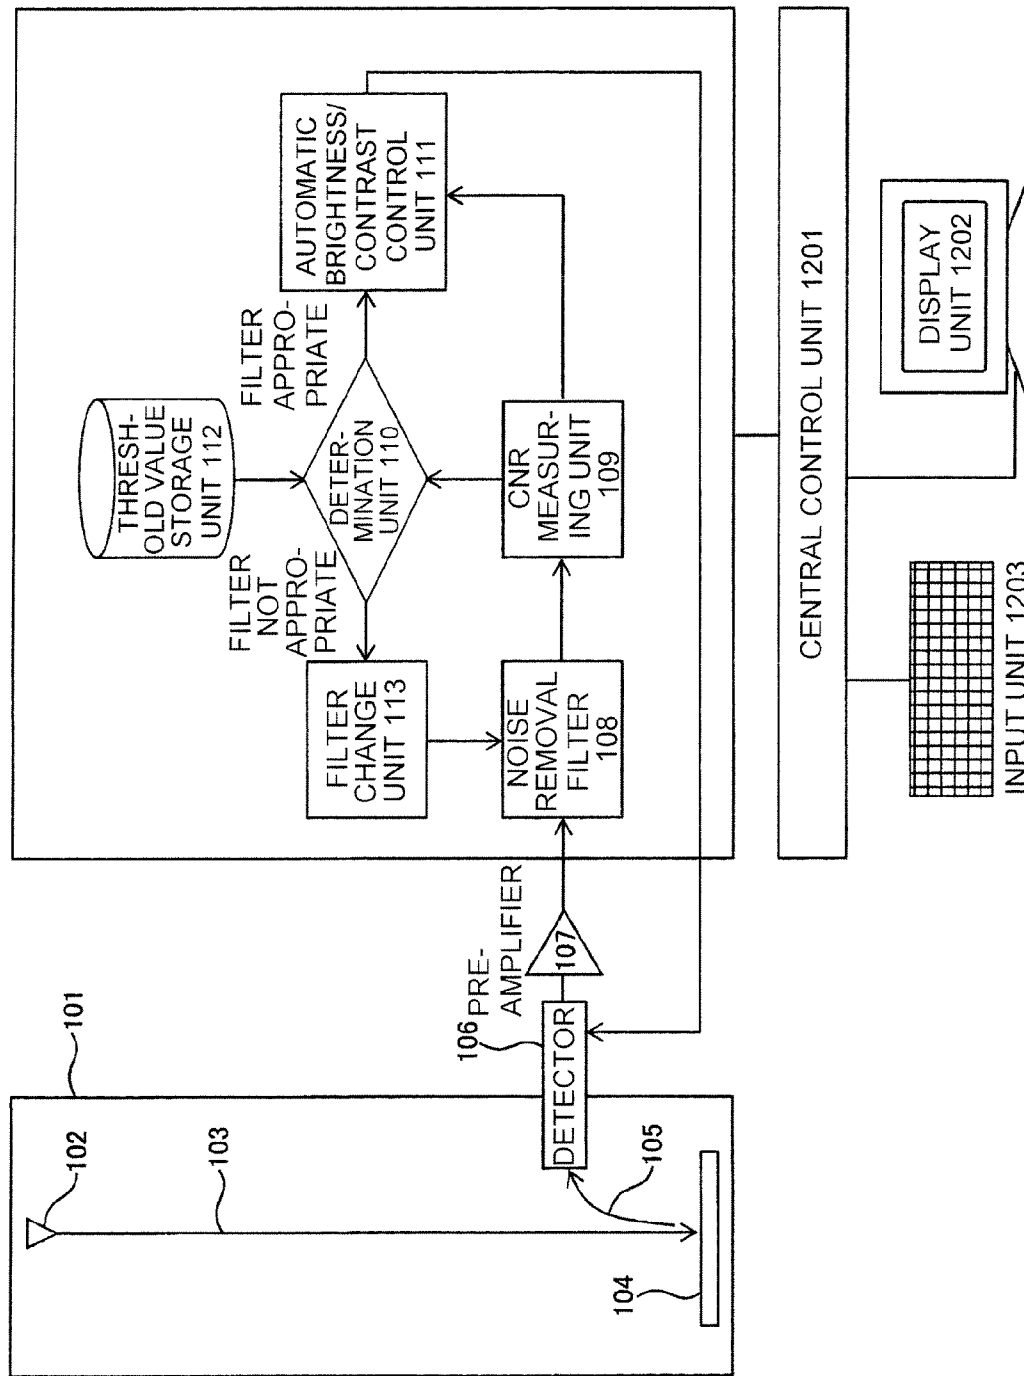 101
102
103
104
105
106
DETECTOR
PRE-
AMPLIFIER
107
THRESH-
OLD VALUE
STORAGE
UNIT 112
FILTER
NOT
APPRO-
PRIATE
FILTER
APPRO-
PRIATE
FILTER
CHANGE
UNIT 113
DETER-
MINATION
UNIT 110
AUTOMATIC
BRIGHTNESS/
CONTRAST
CONTROL
UNIT 111
NOISE
REMOVAL
FILTER
108
CNR
MEASUR-
ING UNIT
109
CENTRAL CONTROL UNIT 1201
INPUT UNIT 1203
DISPLAY
UNIT 1202